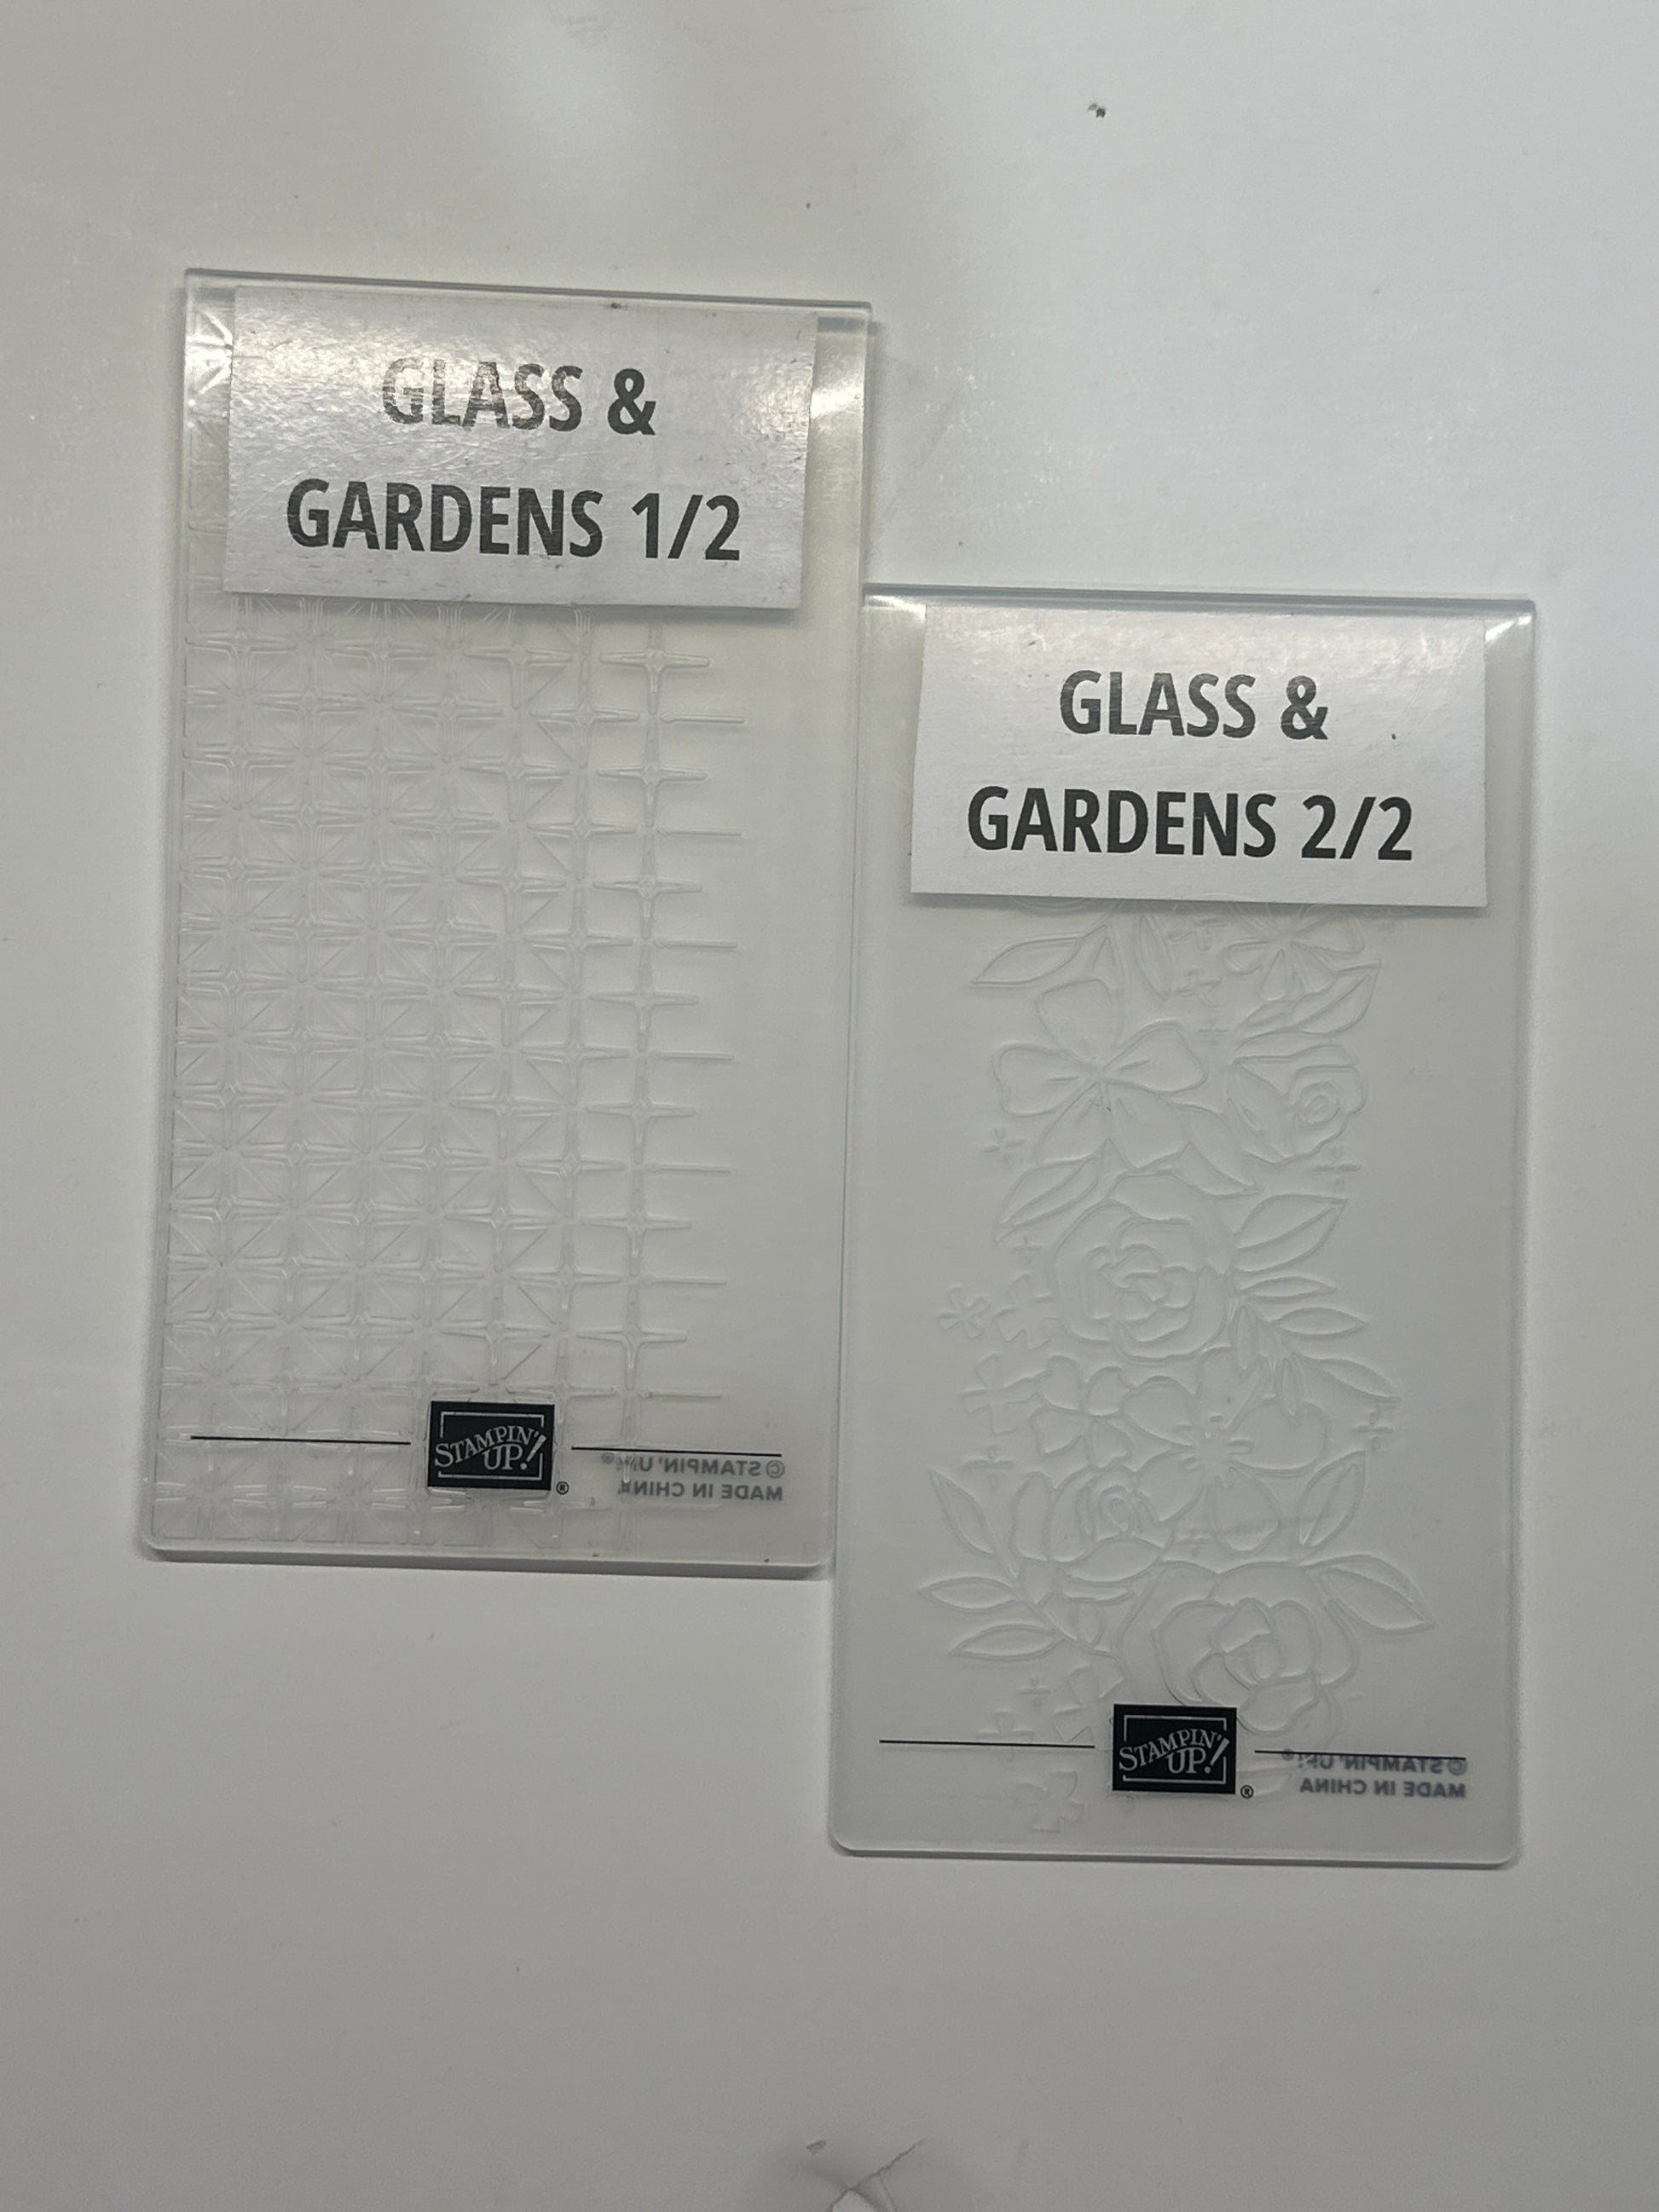 GLASS &
GARDENS 1/2
STAMPIN'
UP!
®
© STAMPIN' UP!®
MADE IN CHINA
GLASS &
GARDENS 2/2
STAMPIN'
UP!
®
© STAMPIN' UP!®
MADE IN CHINA